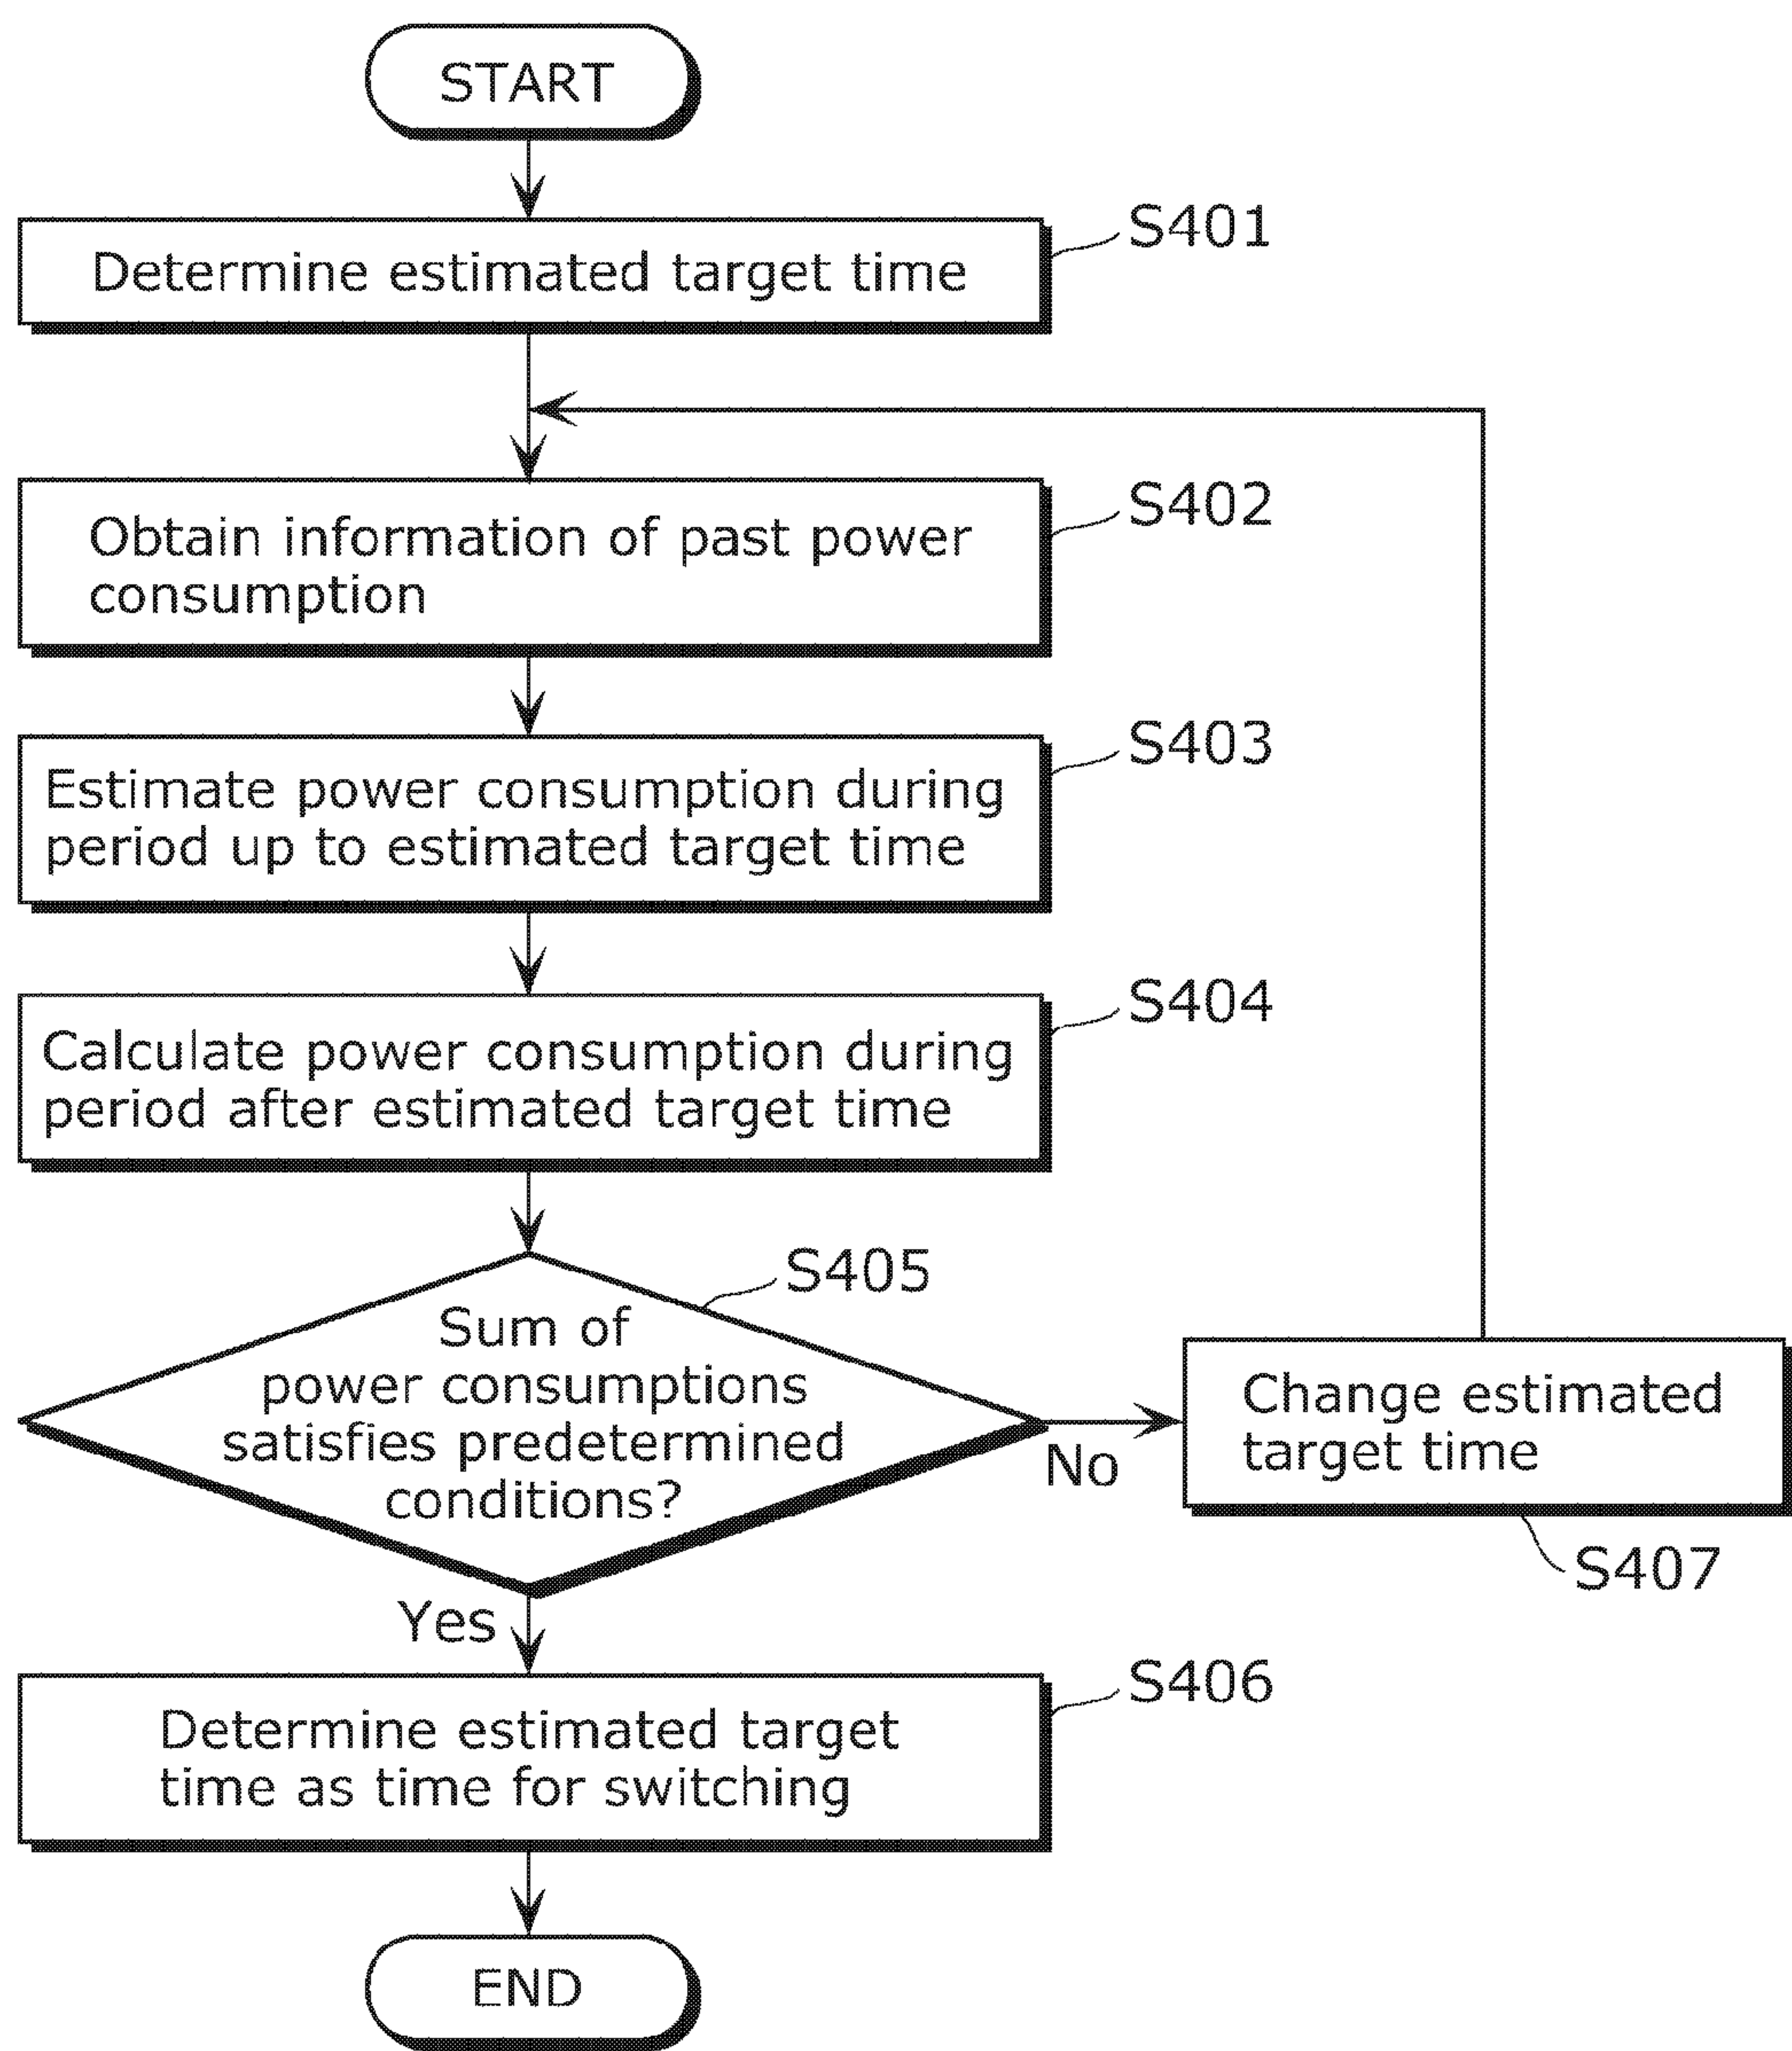 START
S401
Determine estimated target time
S402
Obtain information of past power
consumption
S403
Estimate power consumption during
period up to estimated target time
S404
Calculate power consumption during
period after estimated target time
S405
Sum of
power consumptions
satisfies predetermined
conditions?
No
Change estimated
target time
S407
Yes
S406
Determine estimated target
time as time for switching
END